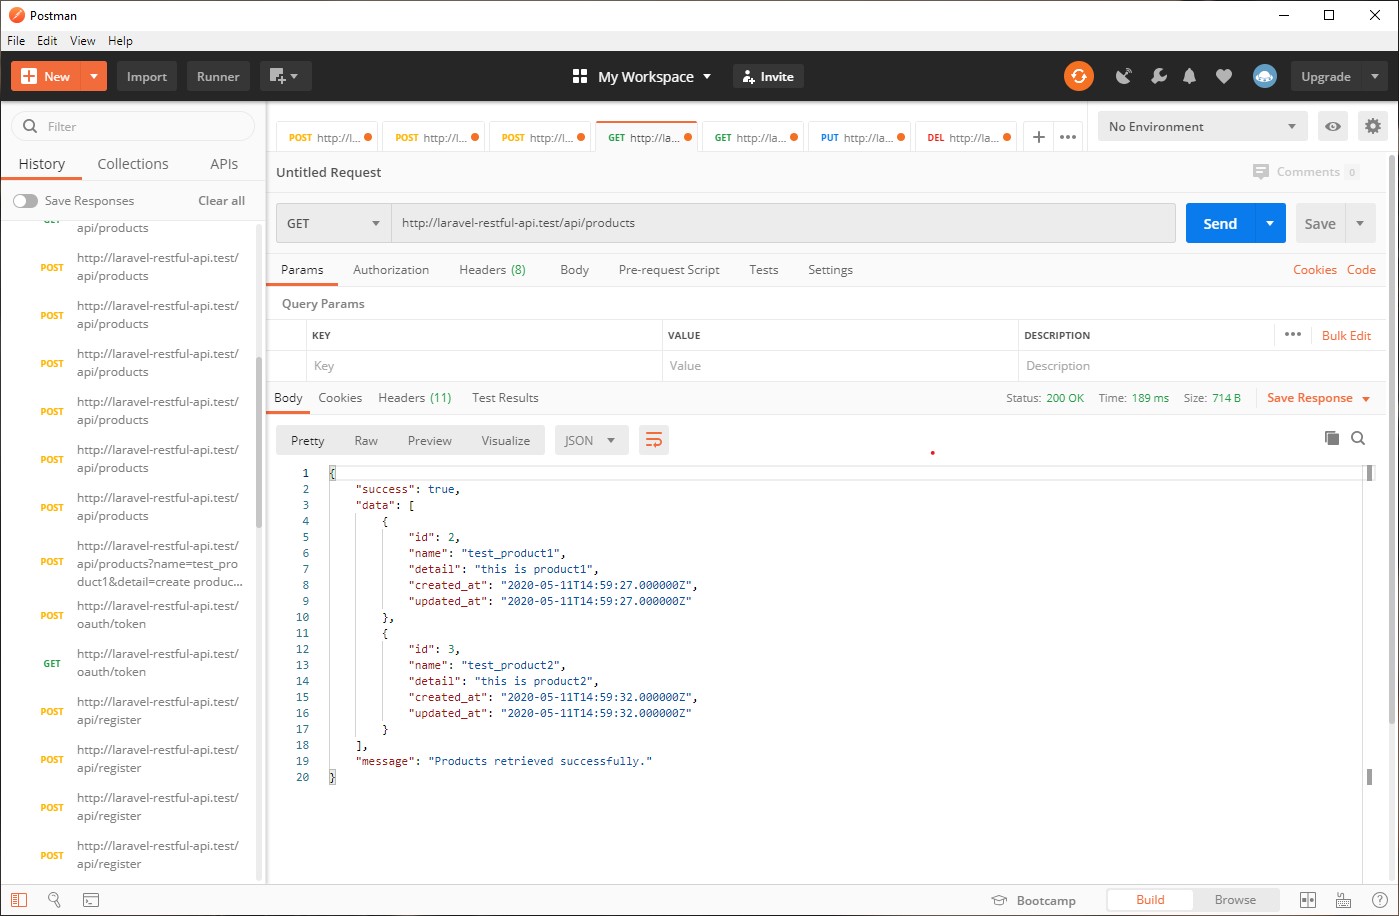 Postman
File Edit View Help
New Import Runner My Workspace Invite Upgrade
Filter
History Collections APIs
Save Responses Clear all
GET
api/products
POST http://laravel-restful-api.test/
api/products
POST http://laravel-restful-api.test/
api/products
POST http://laravel-restful-api.test/
api/products
POST http://laravel-restful-api.test/
api/products
POST http://laravel-restful-api.test/
api/products
POST http://laravel-restful-api.test/
api/products
POST http://laravel-restful-api.test/
api/products?name=test_pro
duct1&detail=create produc...
POST http://laravel-restful-api.test/
oauth/token
GET http://laravel-restful-api.test/
oauth/token
POST http://laravel-restful-api.test/
api/register
POST http://laravel-restful-api.test/
api/register
POST http://laravel-restful-api.test/
api/register
POST http://laravel-restful-api.test/
api/register
POST http://l... POST http://l... POST http://l... GET http://la... GET http://la... PUT http://la... DEL http://la... + •••
No Environment
Untitled Request Comments 0
GET http://laravel-restful-api.test/api/products Send Save
Params Authorization Headers (8) Body Pre-request Script Tests Settings Cookies Code
Query Params
KEY VALUE DESCRIPTION ••• Bulk Edit
Key Value Description
Body Cookies Headers (11) Test Results Status: 200 OK Time: 189 ms Size: 714 B Save Response
Pretty Raw Preview Visualize JSON
1 {
2 "success": true,
3 "data": [
4 {
5 "id": 2,
6 "name": "test_product1",
7 "detail": "this is product1",
8 "created_at": "2020-05-11T14:59:27.000000Z",
9 "updated_at": "2020-05-11T14:59:27.000000Z"
10 },
11 {
12 "id": 3,
13 "name": "test_product2",
14 "detail": "this is product2",
15 "created_at": "2020-05-11T14:59:32.000000Z",
16 "updated_at": "2020-05-11T14:59:32.000000Z"
17 }
18 ],
19 "message": "Products retrieved successfully."
20 }
Bootcamp Build Browse